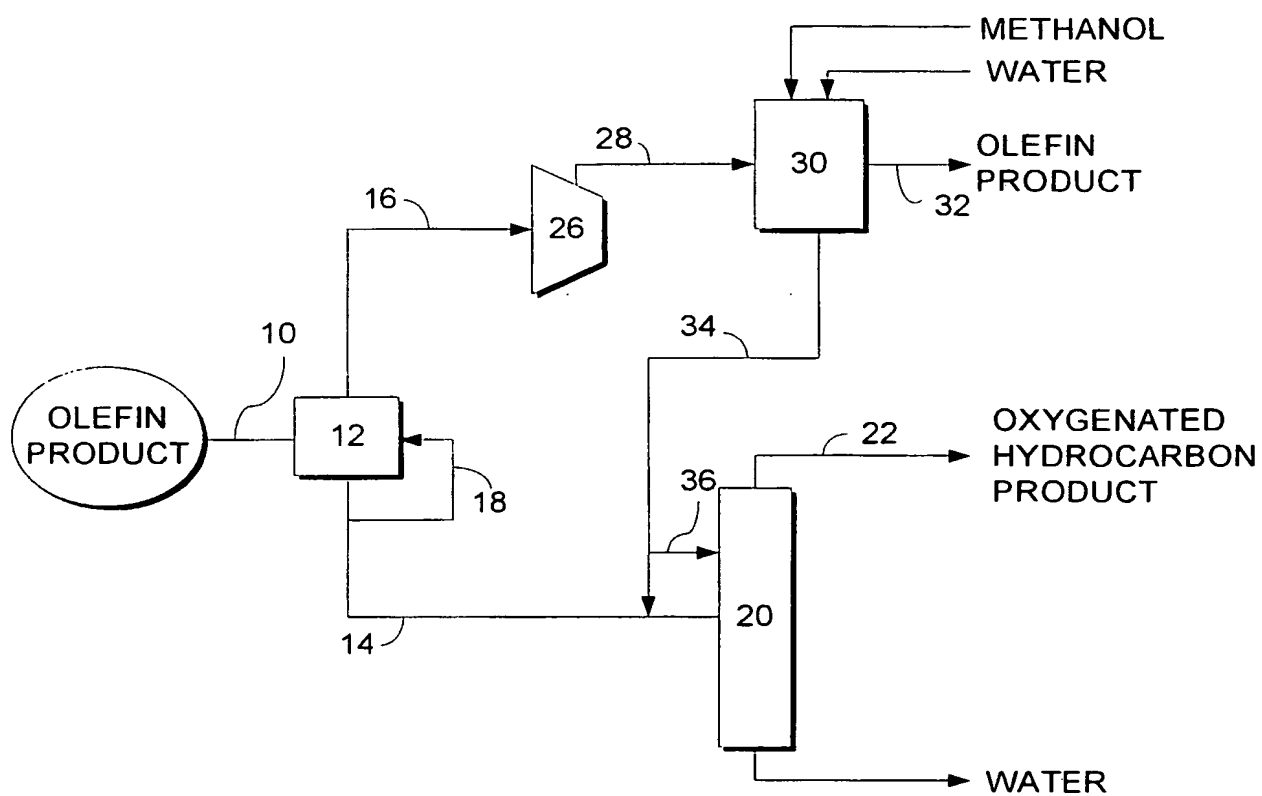 METHANOL
WATER
28
30
OLEFIN
PRODUCT
32
16
26
34
10
OLEFIN
PRODUCT
12
18
36
22
OXYGENATED
HYDROCARBON
PRODUCT
20
14
WATER